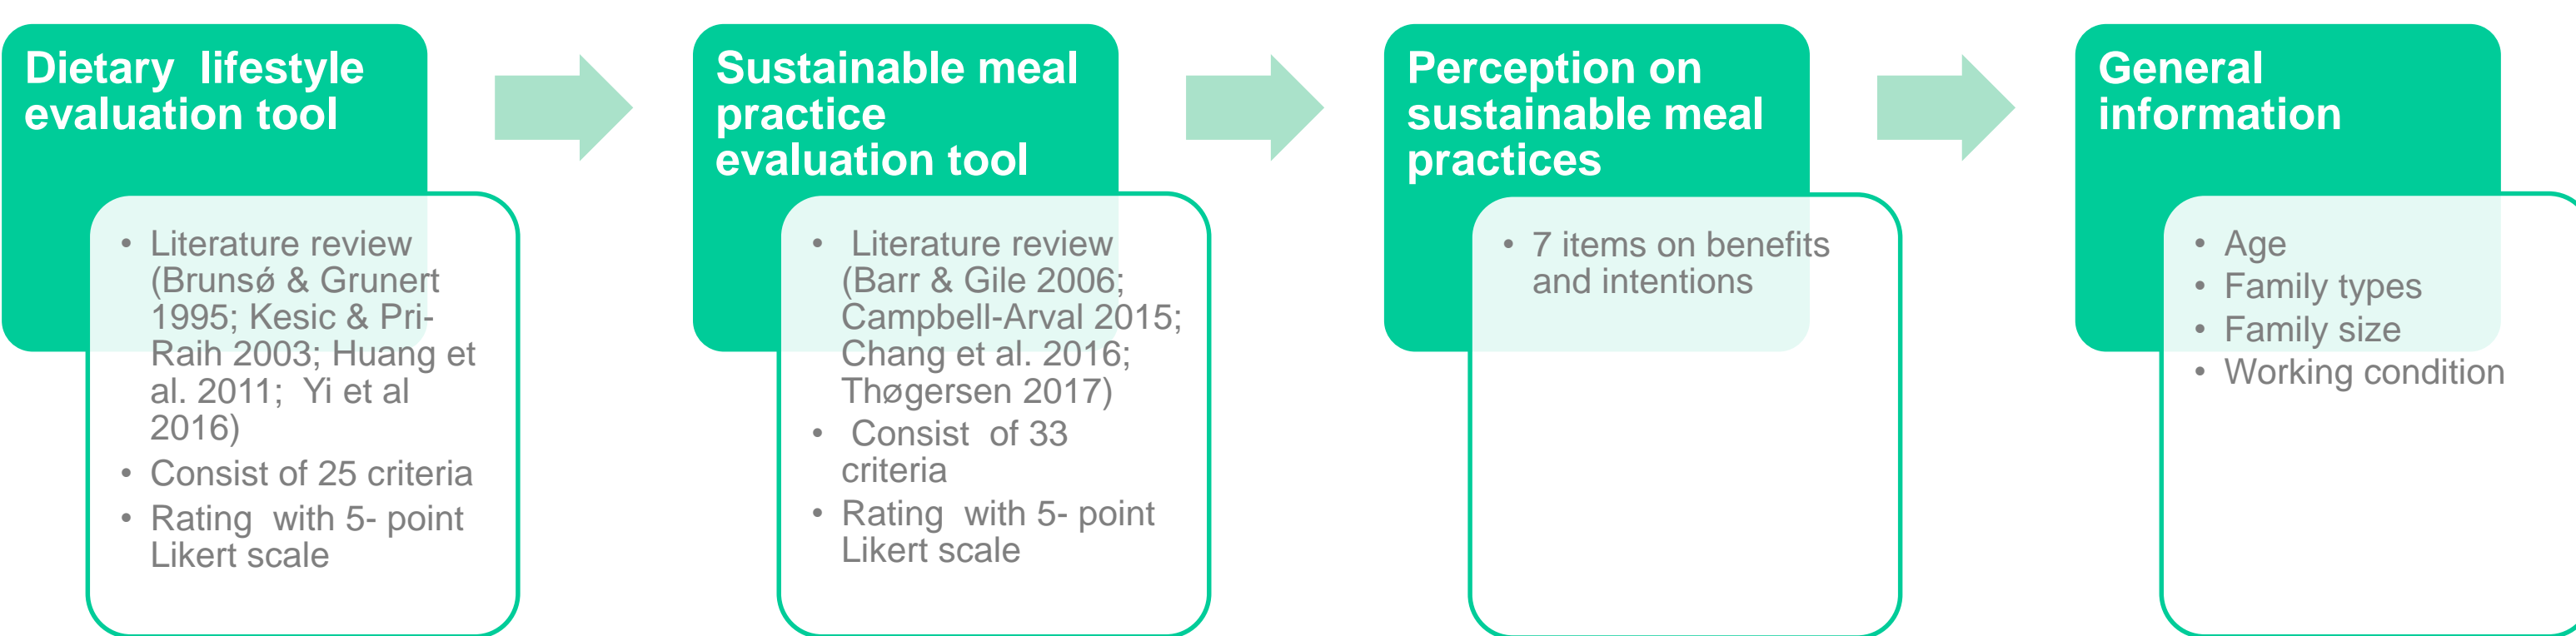 Dietary  lifestyle
evaluation tool
• Literature review
(Brunsǿ & Grunert
1995; Kesic & Pri-
Raih 2003; Huang et
al. 2011;  Yi et al
2016)
• Consist of 25 criteria
• Rating  with 5- point
Likert scale
Sustainable meal
practice
evaluation tool
•  Literature review
(Barr & Gile 2006;
Campbell-Arval 2015;
Chang et al. 2016;
Thøgersen 2017)
•  Consist  of 33
criteria
• Rating  with 5- point
Likert scale
Perception on
sustainable meal
practices
• 7 items on benefits
and intentions
General
information
• Age
• Family types
• Family size
• Working condition